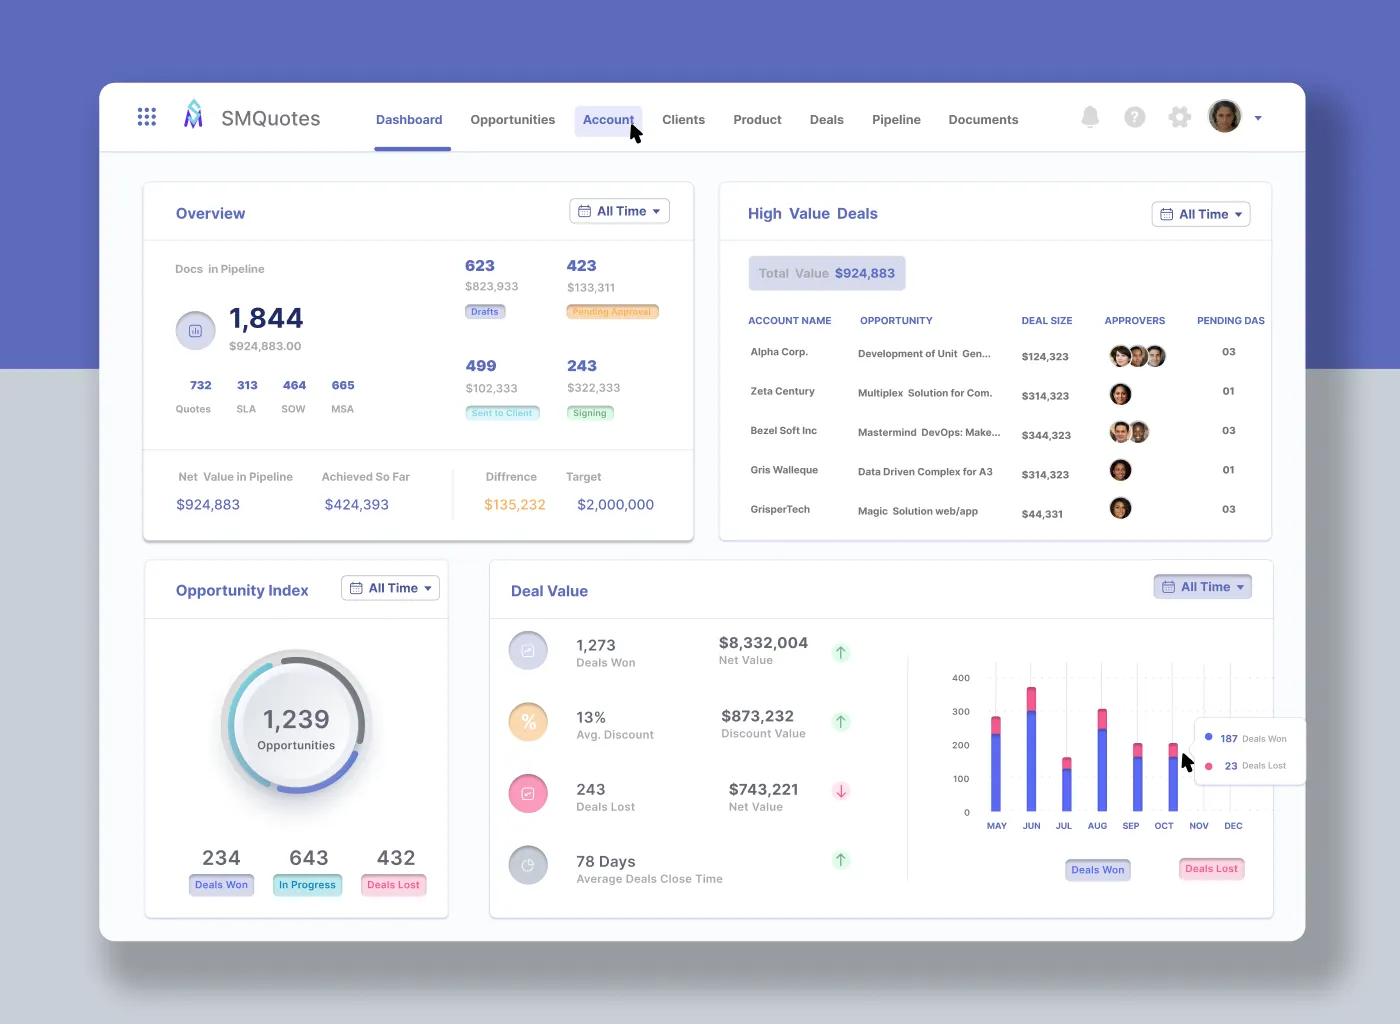 SMQuotes
Dashboard
Opportunities
Account
Clients
Product
Deals
Pipeline
Documents
Overview
All Time
Docs in Pipeline
1,844
$924,883.00
732
313
464
665
Quotes
SLA
SOW
MSA
623
$823,933
Drafts
423
$133,311
Pending Approval
499
$102,333
Sent to Client
243
$322,333
Signing
Net Value in Pipeline
Achieved So Far
Diffrence
Target
$924,883
$424,393
$135,232
$2,000,000
High Value Deals
All Time
Total Value $924,883
ACCOUNT NAME
OPPORTUNITY
DEAL SIZE
APPROVERS
PENDING DAS
Alpha Corp.
Development of Unit Gen...
$124,323
03
Zeta Century
Multiplex Solution for Com.
$314,323
01
Bezel Soft Inc
Mastermind DevOps: Make...
$344,323
03
Gris Walleque
Data Driven Complex for A3
$314,323
01
GrisperTech
Magic Solution web/app
$44,331
03
Opportunity Index
All Time
1,239
Opportunities
234
643
432
Deals Won
In Progress
Deals Lost
Deal Value
All Time
1,273
Deals Won
$8,332,004
Net Value
%
13%
Avg. Discount
$873,232
Discount Value
243
Deals Lost
$743,221
Net Value
78 Days
Average Deals Close Time
400
300
200
100
0
MAY
JUN
JUL
AUG
SEP
OCT
NOV
DEC
187 Deals Won
23 Deals Lost
Deals Won
Deals Lost